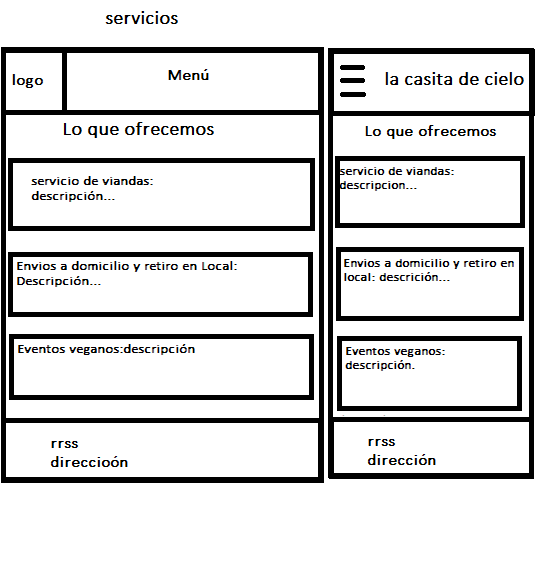 servicios
logo
Menú
Lo que ofrecemos
servicio de viandas:
descripción...
Envios a domicilio y retiro en Local:
Descripción...
Eventos veganos:descripción
rrss
direccioón
la casita de cielo
Lo que ofrecemos
servicio de viandas:
descripcion...
Envios a domicilio y retiro en
local: descrición...
Eventos veganos:
descripción.
rrss
dirección